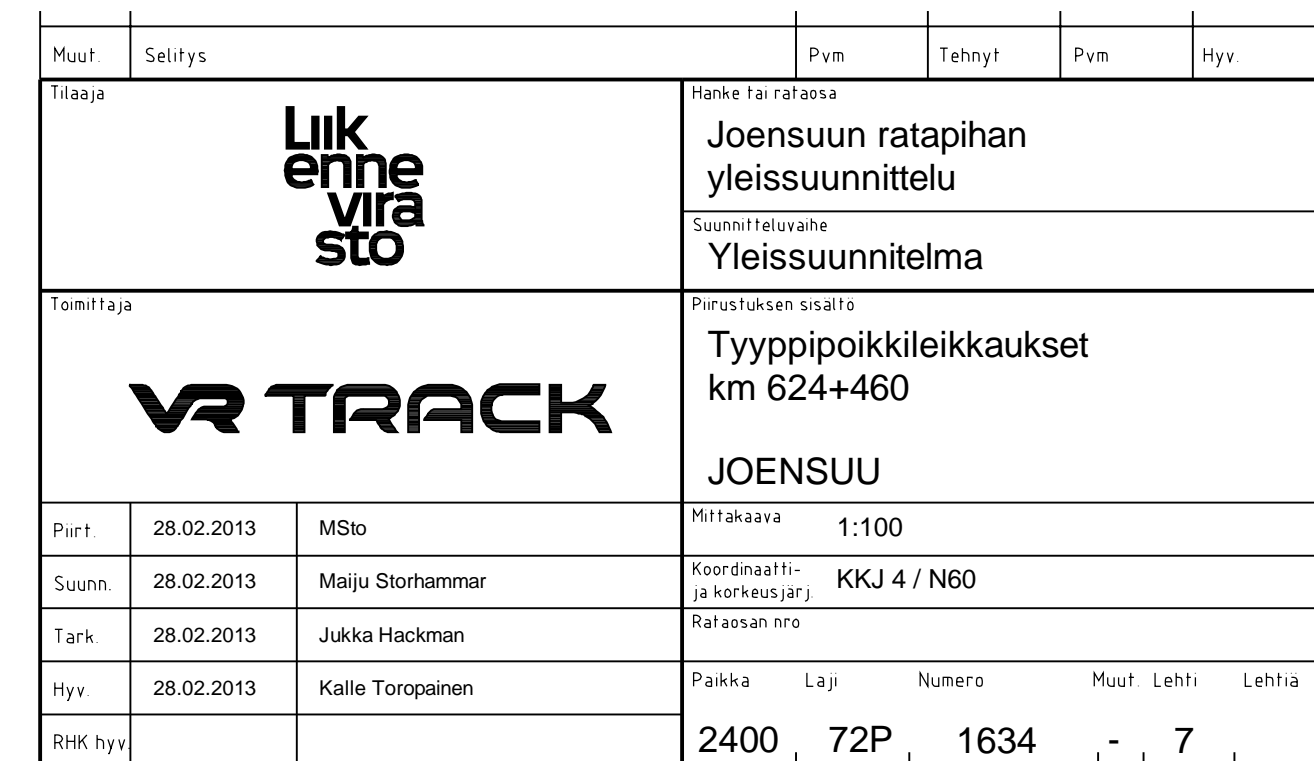 Muut. Selitys Pvm Tehnyt Pvm Hyv.
Tilaaja
Liik
enne
vira
sto
Hanke tai rataosa
Joensuun ratapihan
yleissuunnittelu
Suunnitteluvaihe
Yleissuunnitelma
Toimittaja
VR TRACK
Piirustuksen sisältö
Tyyppipoikkileikkaukset
km 624+460
JOENSUU
Piirt. 28.02.2013 MSto
Suunn. 28.02.2013 Maiju Storhammar
Tark. 28.02.2013 Jukka Hackman
Hyv. 28.02.2013 Kalle Toropainen
RHK hyv.
Mittakaava 1:100
Koordinaatti-
ja korkeusjärj. KKJ 4 / N60
Rataosan nro
Paikka Laji Numero Muut. Lehti Lehtiä
2400 72P 1634 - 7